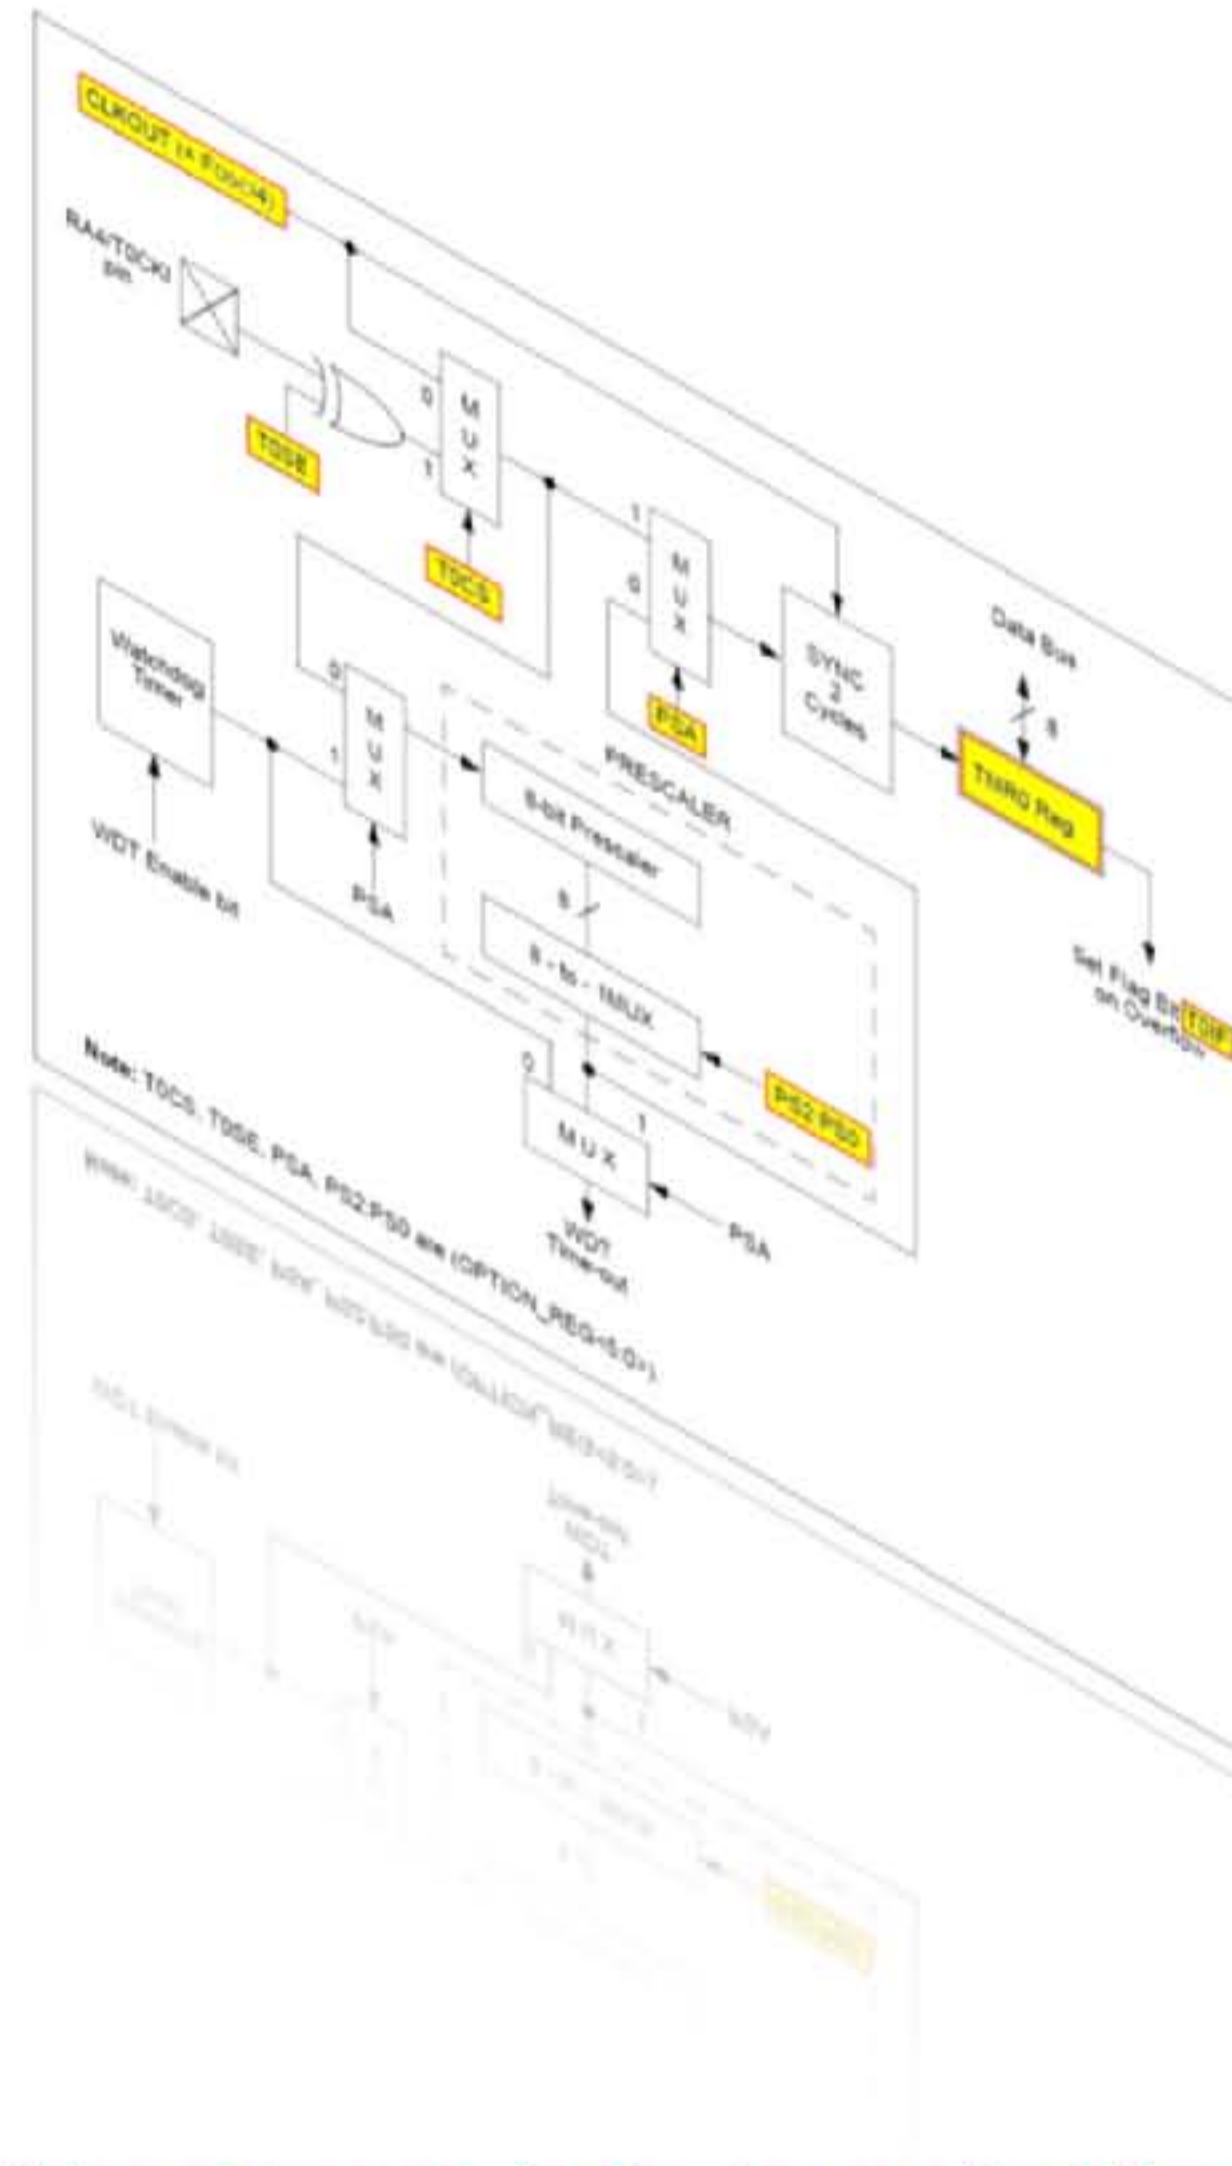 CLKOUT (= Fosc/4)
RA4/T0CKI
pin
T0SE
0
1
M
U
X
T0CS
1
0
M
U
X
PSA
SYNC
2
Cycles
Data Bus
8
TMR0 Reg
Set Flag Bit T0IF
on Overflow
Watchdog
Timer
WDT Enable bit
0
1
M
U
X
PSA
PRESCALER
8-bit Prescaler
8
8 - to - 1MUX
PS2:PS0
0
1
M U X
PSA
WDT
Time-out
Note: T0CS, T0SE, PSA, PS2:PS0 are (OPTION_REG<5:0>).